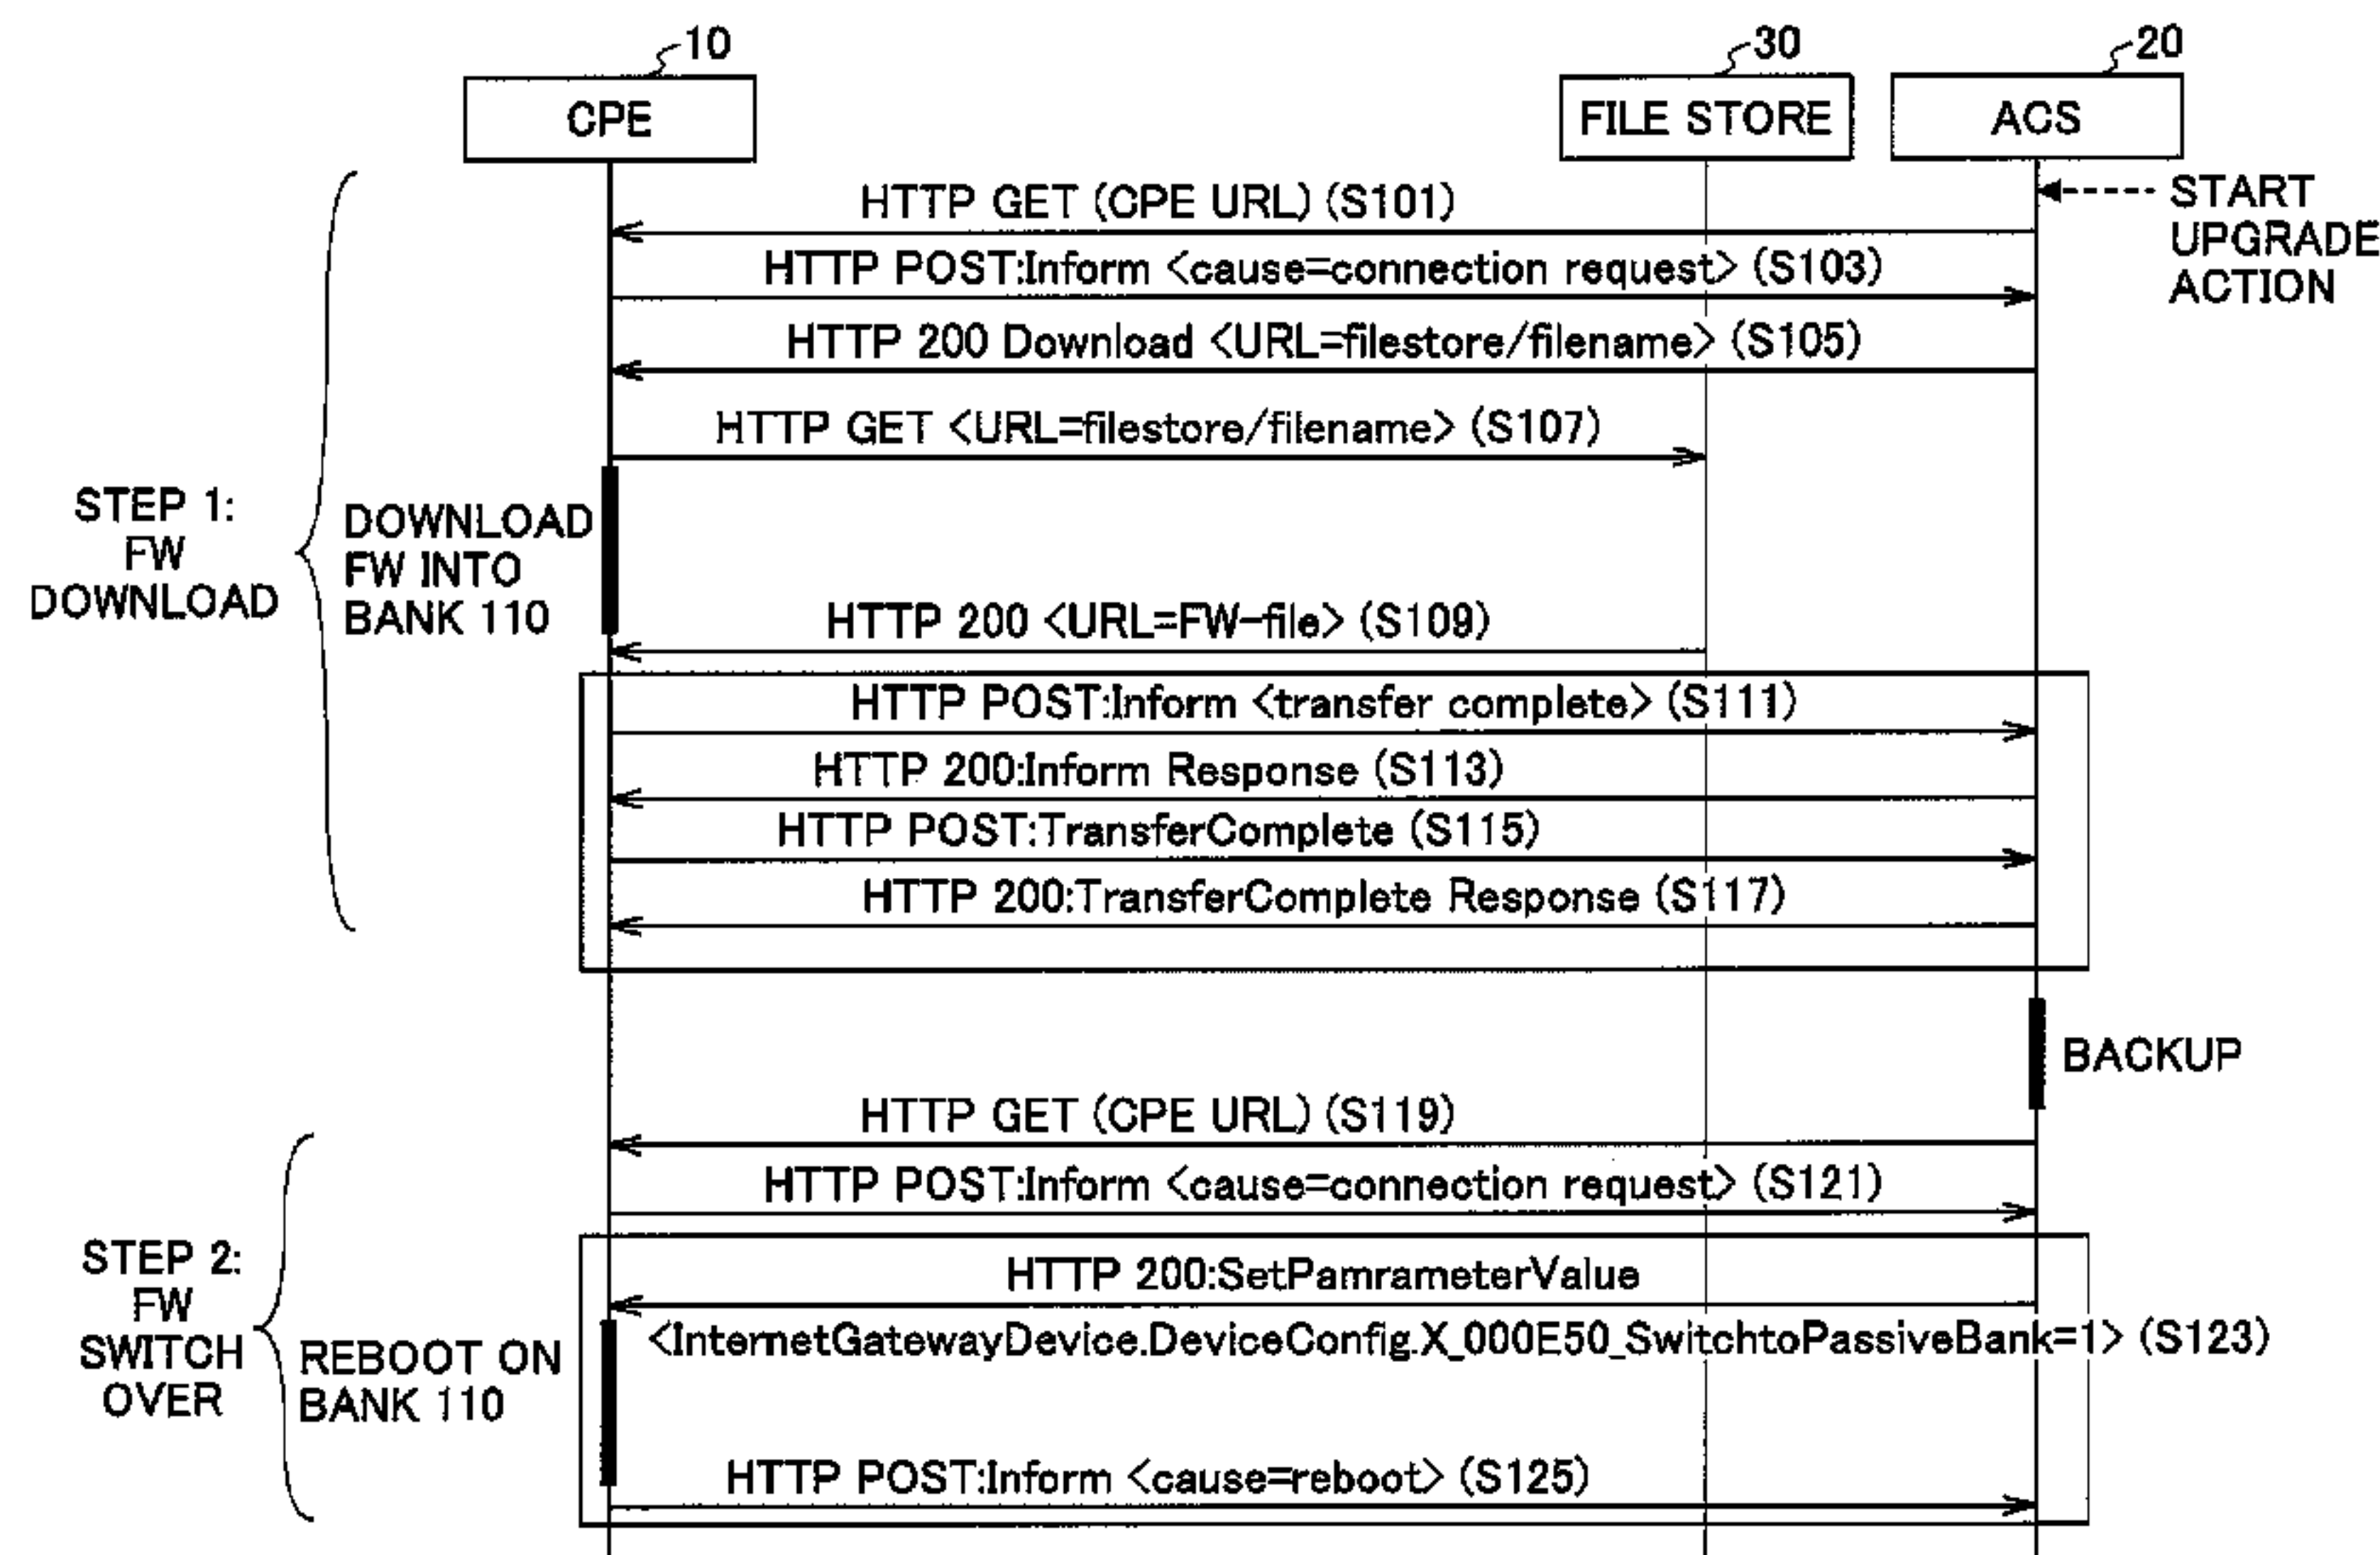 10
30
20
CPE
FILE STORE
ACS
START
UPGRADE
ACTION
HTTP GET (CPE URL) (S101)
HTTP POST:Inform <cause=connection request> (S103)
HTTP 200 Download <URL=filestore/filename> (S105)
HTTP GET <URL=filestore/filename> (S107)
STEP 1:
FW
DOWNLOAD
DOWNLOAD
FW INTO
BANK 110
HTTP 200 <URL=FW-file> (S109)
HTTP POST:Inform <transfer complete> (S111)
HTTP 200:Inform Response (S113)
HTTP POST:TransferComplete (S115)
HTTP 200:TransferComplete Response (S117)
BACKUP
HTTP GET (CPE URL) (S119)
HTTP POST:Inform <cause=connection request> (S121)
STEP 2:
FW
SWITCH
OVER
HTTP 200:SetPamrameterValue
<InternetGatewayDevice.DeviceConfig.X_000E50_SwitchtoPassiveBank=1> (S123)
REBOOT ON
BANK 110
HTTP POST:Inform <cause=reboot> (S125)